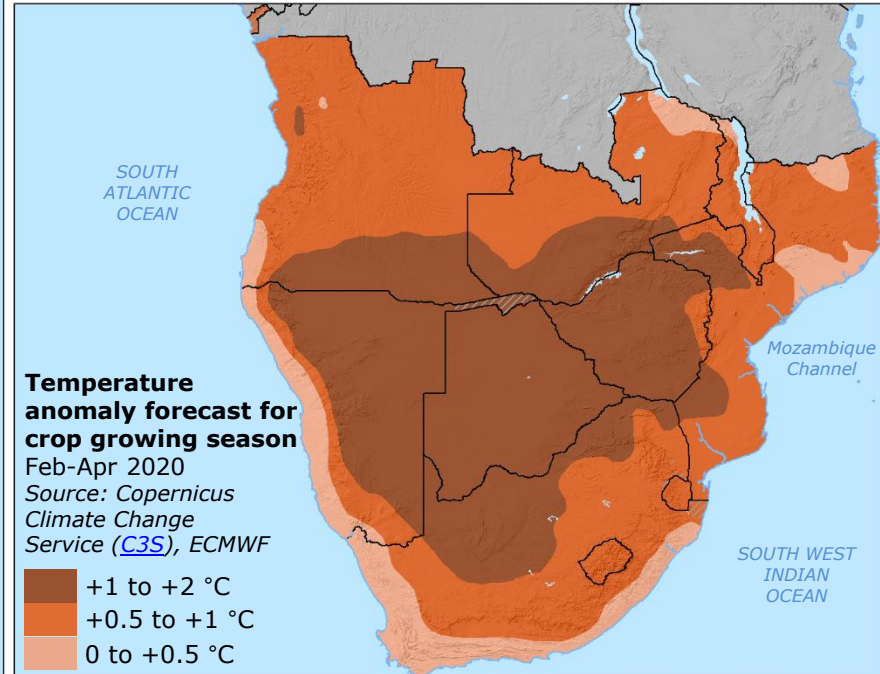 SOUTH
ATLANTIC
OCEAN
Mozambique
Channel
Temperature
anomaly forecast for
crop growing season
Feb-Apr 2020
Source: Copernicus
Climate Change
Service (C3S), ECMWF
SOUTH WEST
INDIAN
OCEAN
+1 to +2 °C
+0.5 to +1 °C
0 to +0.5 °C